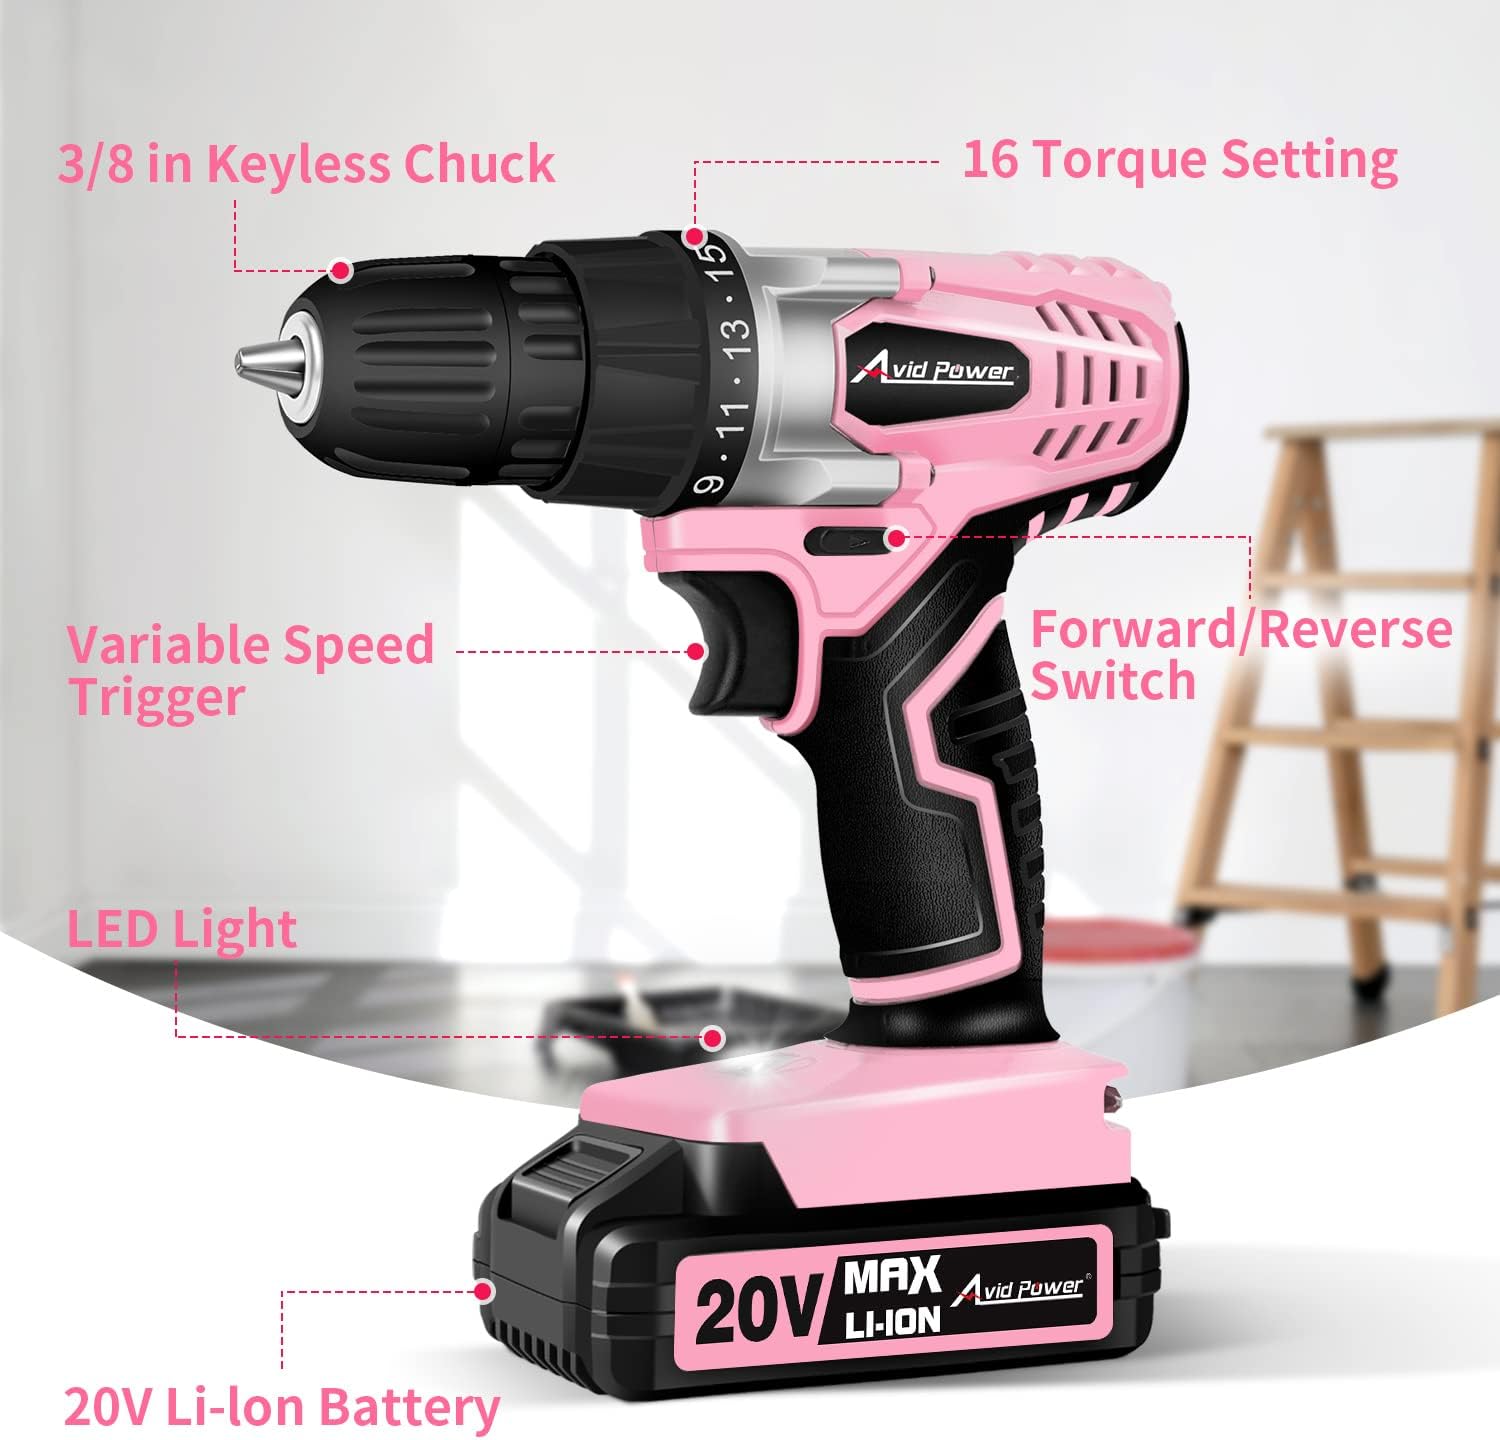 3/8 in Keyless Chuck
16 Torque Setting
15
13
11
9
Avid Power
Variable Speed
Trigger
Forward/Reverse
Switch
LED Light
20V MAX
LI-ION
Avid Power®
20V Li-lon Battery